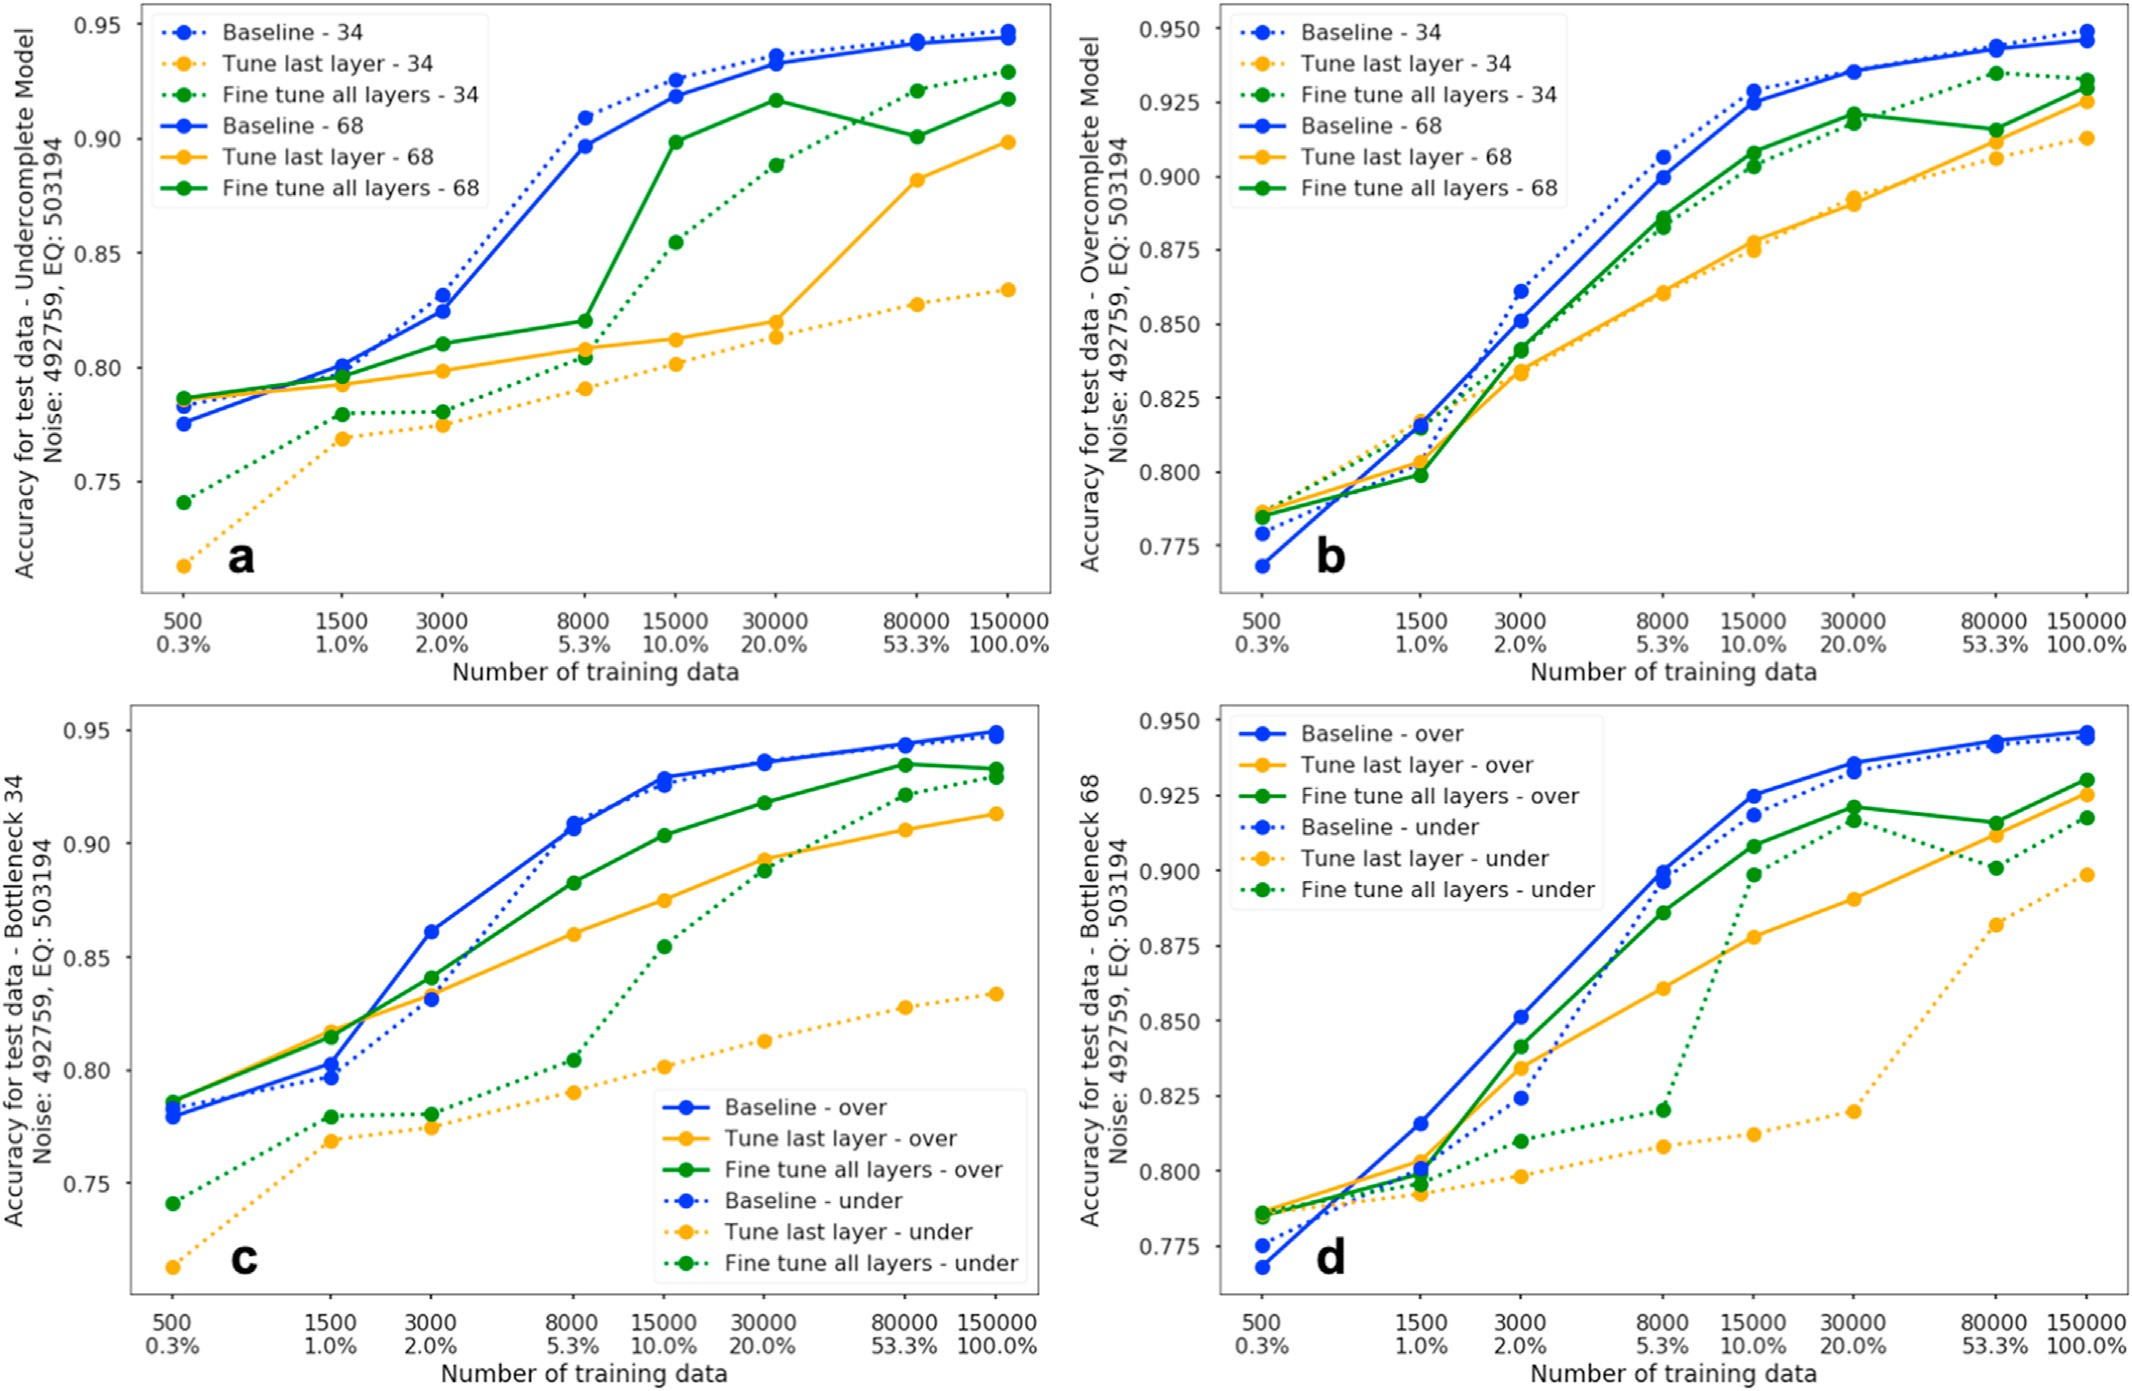 Accuracy for test data - Undercomplete Model
Noise: 492759, EQ: 503194
0.95
0.90
0.85
0.80
0.75
Baseline - 34
Tune last layer - 34
Fine tune all layers - 34
Baseline - 68
Tune last layer - 68
Fine tune all layers - 68
a
500 1500 3000 8000 15000 30000 80000 150000
0.3% 1.0% 2.0% 5.3% 10.0% 20.0% 53.3% 100.0%
Number of training data
Accuracy for test data - Overcomplete Model
Noise: 492759, EQ: 503194
0.950
0.925
0.900
0.875
0.850
0.825
0.800
0.775
Baseline - 34
Tune last layer - 34
Fine tune all layers - 34
Baseline - 68
Tune last layer - 68
Fine tune all layers - 68
b
500 1500 3000 8000 15000 30000 80000 150000
0.3% 1.0% 2.0% 5.3% 10.0% 20.0% 53.3% 100.0%
Number of training data
Accuracy for test data - Bottleneck 34
Noise: 492759, EQ: 503194
0.95
0.90
0.85
0.80
0.75
Baseline - over
Tune last layer - over
Fine tune all layers - over
Baseline - under
Tune last layer - under
Fine tune all layers - under
c
500 1500 3000 8000 15000 30000 80000 150000
0.3% 1.0% 2.0% 5.3% 10.0% 20.0% 53.3% 100.0%
Number of training data
Accuracy for test data - Bottleneck 68
Noise: 492759, EQ: 503194
0.950
0.925
0.900
0.875
0.850
0.825
0.800
0.775
Baseline - over
Tune last layer - over
Fine tune all layers - over
Baseline - under
Tune last layer - under
Fine tune all layers - under
d
500 1500 3000 8000 15000 30000 80000 150000
0.3% 1.0% 2.0% 5.3% 10.0% 20.0% 53.3% 100.0%
Number of training data